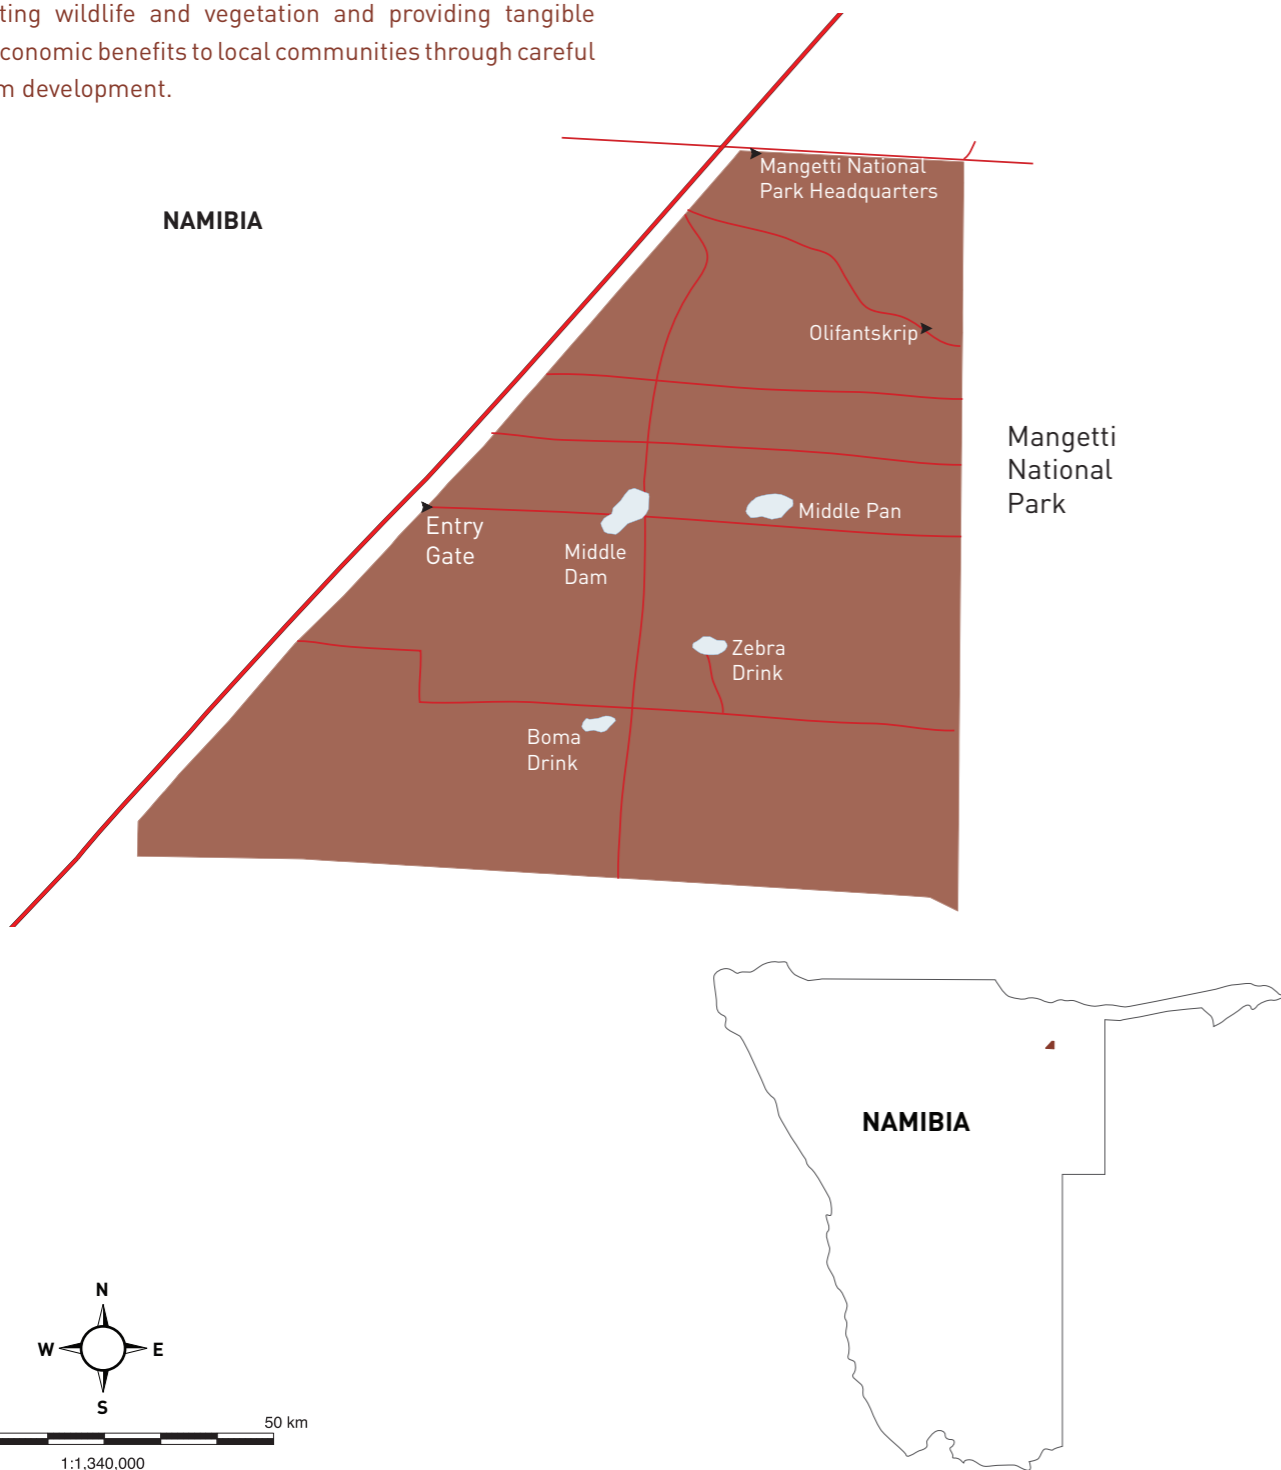 ting wildlife and vegetation and providing tangible
conomic benefits to local communities through careful
m development.
Mangetti National
Park Headquarters
NAMIBIA
Olifantskrip
Mangetti
National
Park
Middle Pan
Entry
Gate
Middle
Dam
Zebra
Drink
Boma
Drink
NAMIBIA
N
W
E
S
50 km
1:1,340,000